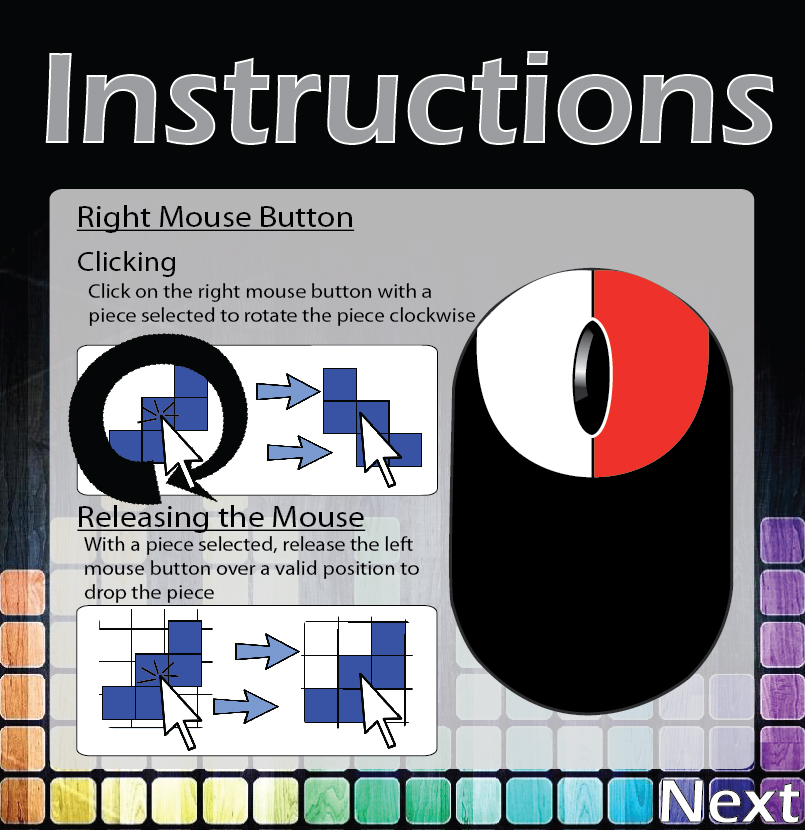 Instructions
Right Mouse Button
Clicking
Click on the right mouse button with a
piece selected to rotate the piece clockwise
Releasing the Mouse
With a piece selected, release the left
mouse button over a valid position to
drop the piece
Next